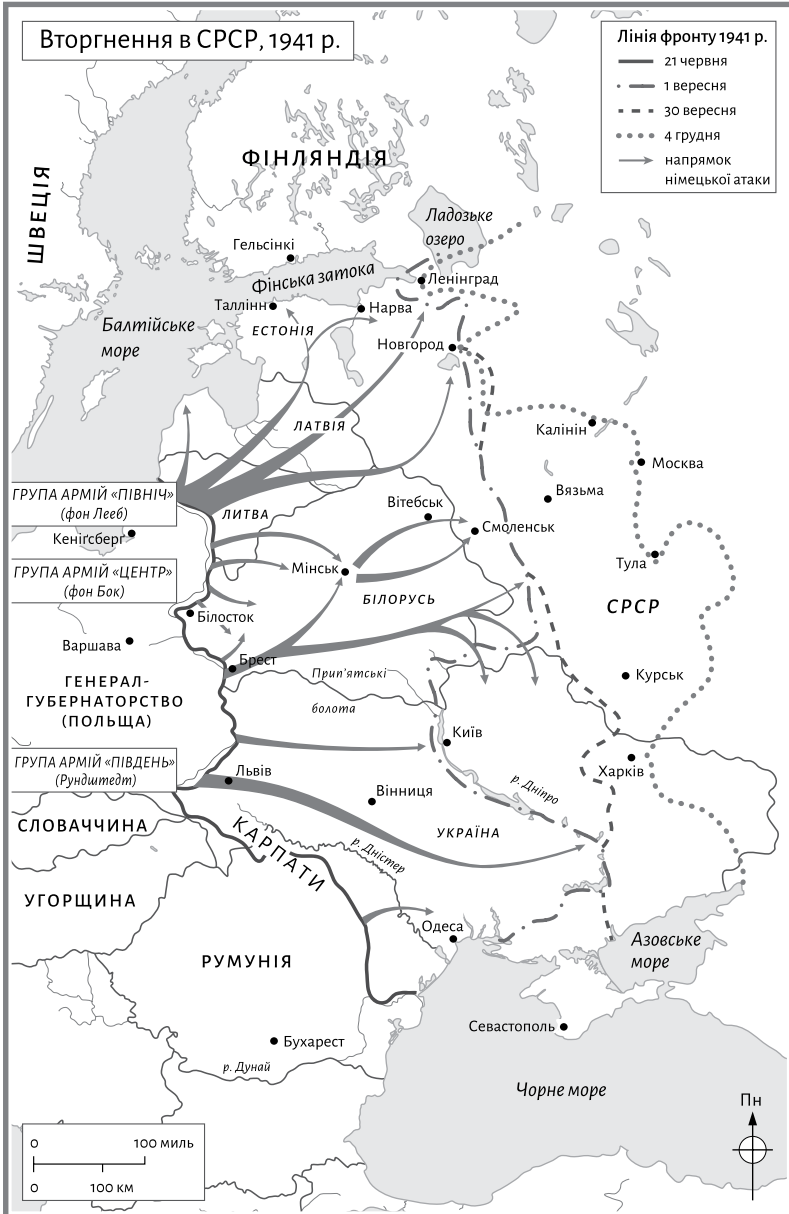 Вторгнення в СРСР, 1941 р.
Лінія фронту 1941 р.
21 червня
1 вересня
30 вересня
4 грудня
напрямок
німецької атаки
ШВЕЦІЯ
ФІНЛЯНДІЯ
Ладозьке
озеро
Гельсінкі
Фінська затока
Ленінград
Таллінн
Нарва
ЕСТОНІЯ
Балтійське
море
Новгород
ЛАТВІЯ
Калінін
Москва
ГРУПА АРМІЙ «ПІВНІЧ»
(фон Лееб)
ЛИТВА
Вітебськ
Вязьма
Смоленськ
Кеніґсберг
Мінськ
Тула
ГРУПА АРМІЙ «ЦЕНТР»
(фон Бок)
БІЛОРУСЬ
СРСР
Білосток
Варшава
Брест
Прип'ятські
болота
Курськ
ГЕНЕРАЛ-
ГУБЕРНАТОРСТВО
(ПОЛЬЩА)
Київ
ГРУПА АРМІЙ «ПІВДЕНЬ»
(Рундштедт)
Львів
Харків
Вінниця
р. Дніпро
СЛОВАЧЧИНА
КАРПАТИ
р. Дністер
УКРАЇНА
УГОРЩИНА
Одеса
Азовське
море
РУМУНІЯ
Севастополь
Бухарест
р. Дунай
Чорне море
Пн
0
100 миль
0
100 км